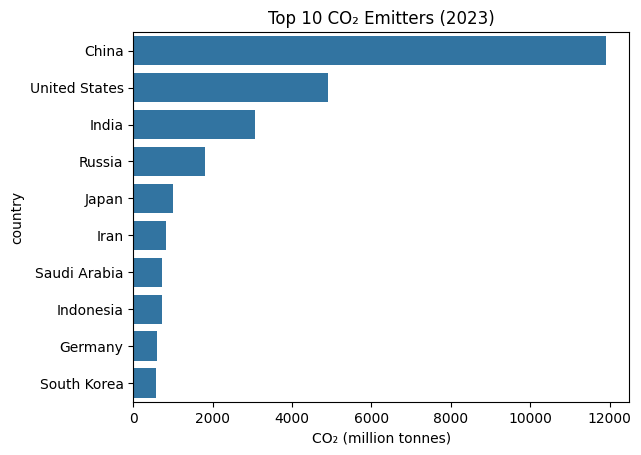 Top 10 CO₂ Emitters (2023)
China
United States
India
Russia
Japan
Iran
Saudi Arabia
Indonesia
Germany
South Korea
country
0 2000 4000 6000 8000 10000 12000
CO₂ (million tonnes)